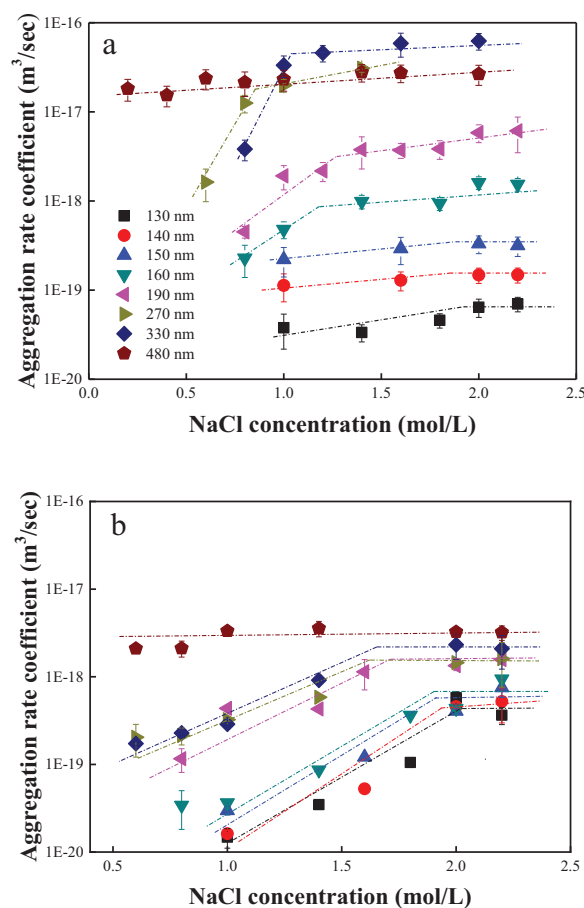 a
Aggregation rate coefficient (m³/sec)
1E-16
1E-17
1E-18
1E-19
1E-20
130 nm
140 nm
150 nm
160 nm
190 nm
270 nm
330 nm
480 nm
0.0 0.5 1.0 1.5 2.0 2.5
NaCl concentration (mol/L)
b
Aggregation rate coefficient (m³/sec)
1E-16
1E-17
1E-18
1E-19
1E-20
0.5 1.0 1.5 2.0 2.5
NaCl concentration (mol/L)